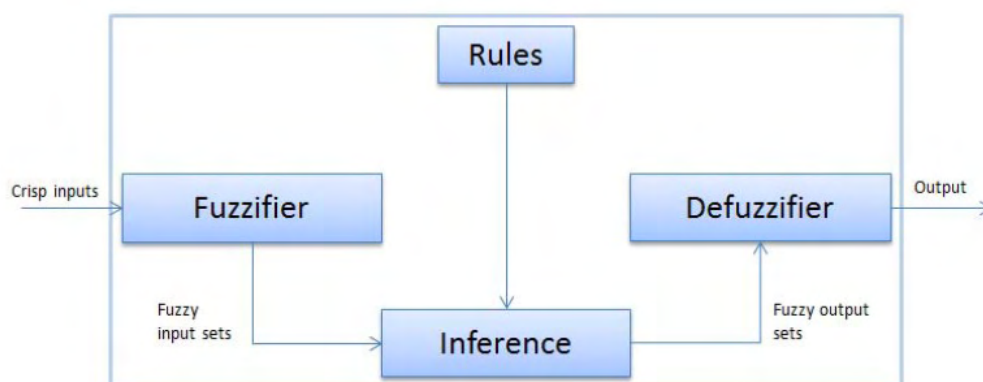 Rules
Crisp inputs
Fuzzifier
Defuzzifier
Output
Fuzzy
input sets
Inference
Fuzzy output
sets